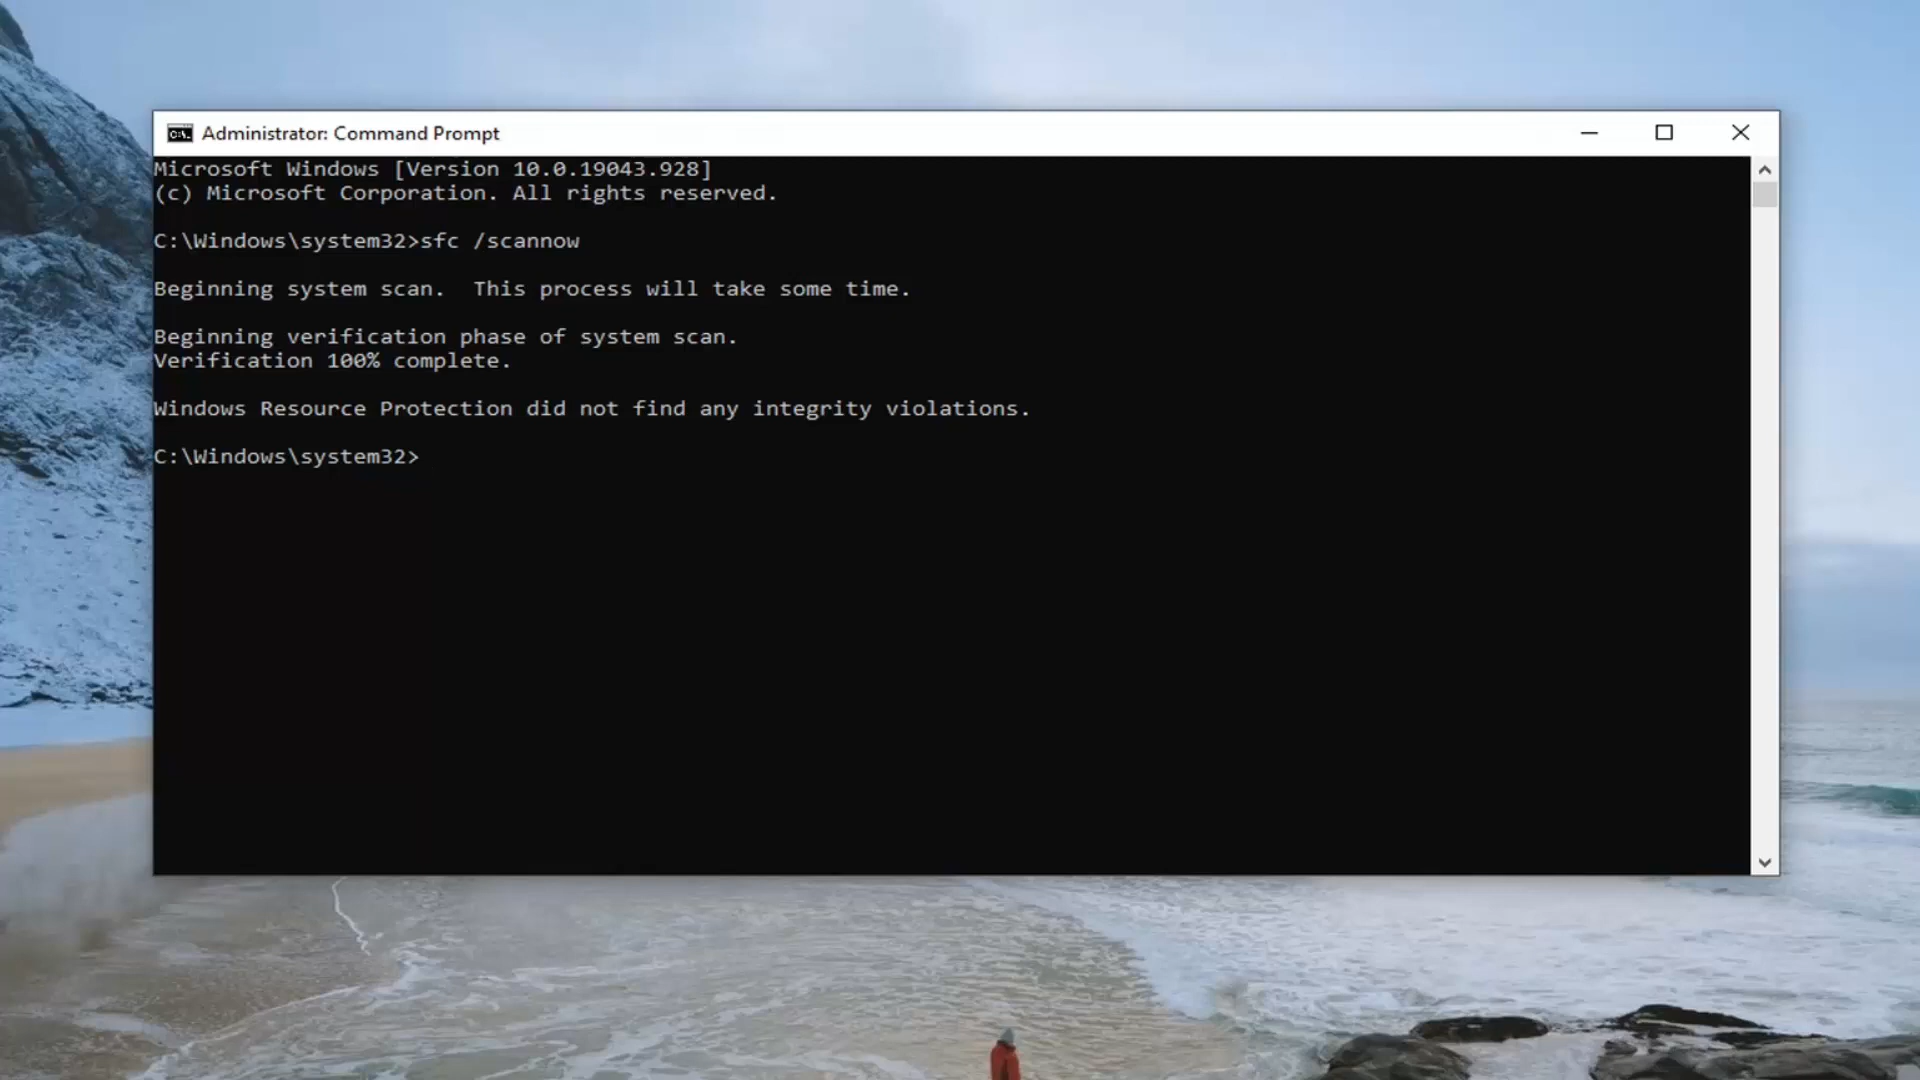 Administrator: Command Prompt
Microsoft Windows [Version 10.0.19043.928]
(c) Microsoft Corporation. All rights reserved.
C:\Windows\system32>sfc /scannow
Beginning system scan.  This process will take some time.
Beginning verification phase of system scan.
Verification 100% complete.
Windows Resource Protection did not find any integrity violations.
C:\Windows\system32>